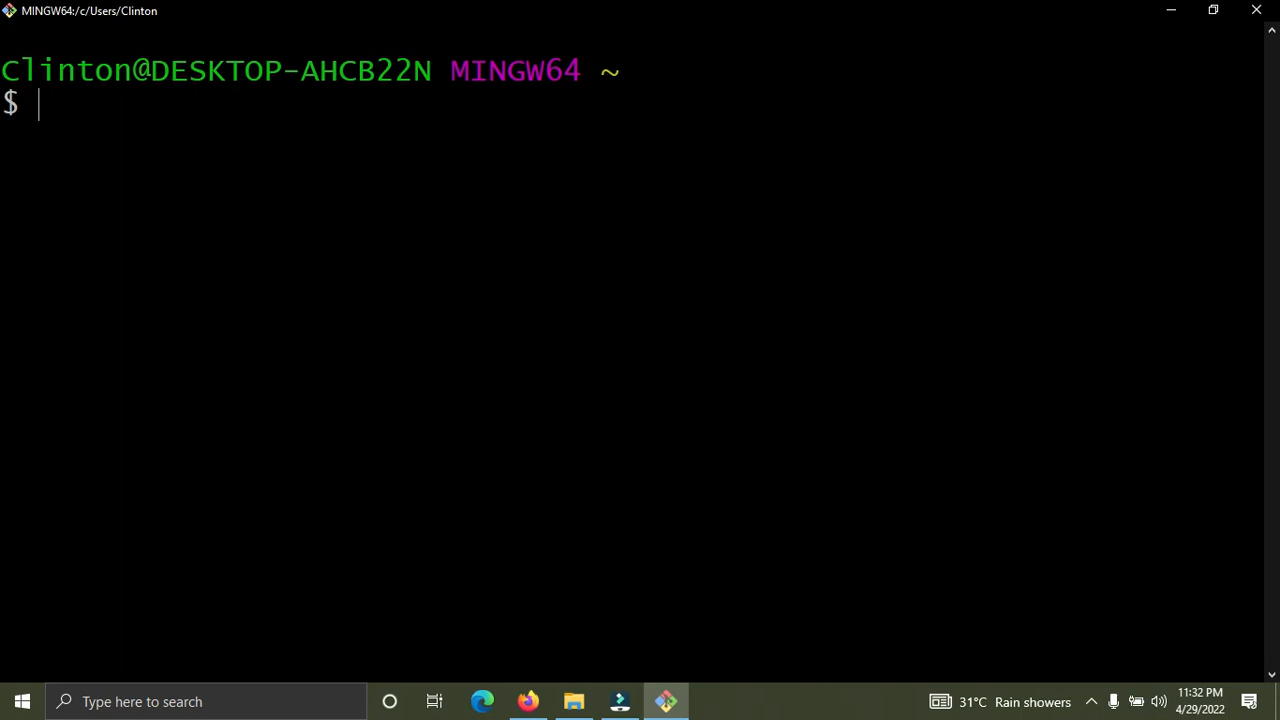 MINGW64:/c/Users/Clinton
Clinton@DESKTOP-AHCB22N MINGW64 ~
$
Type here to search
31°C Rain showers
11:32 PM
4/29/2022